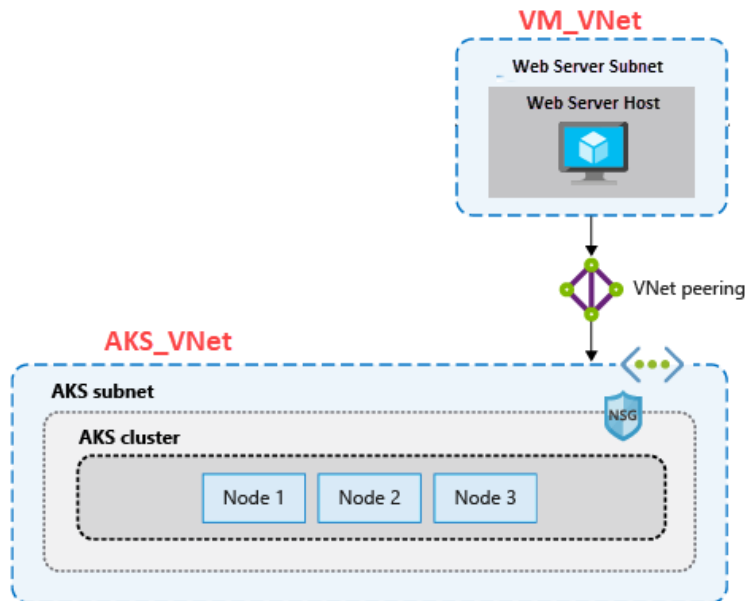 VM_VNet
Web Server Subnet
Web Server Host
VNet peering
AKS_VNet
AKS subnet
NSG
AKS cluster
Node 1
Node 2
Node 3